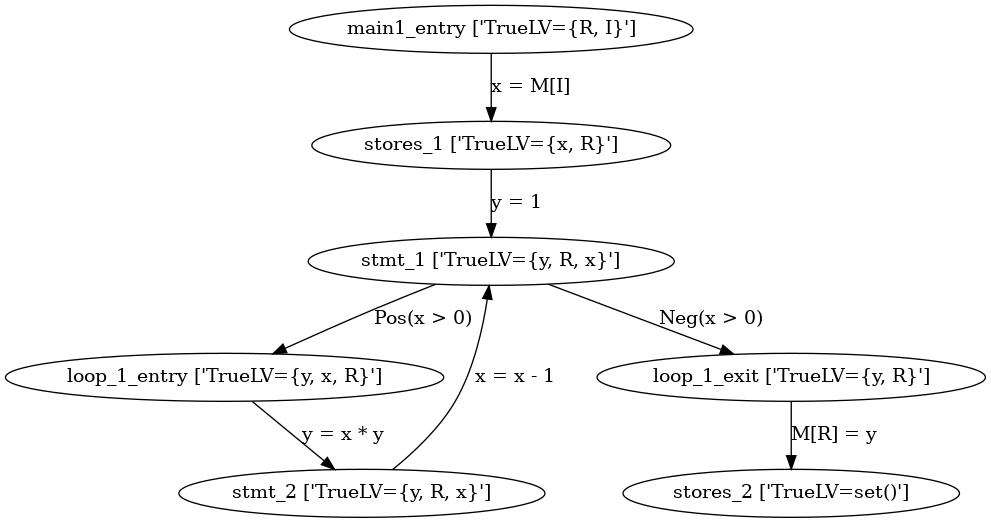 main1_entry ['TrueLV={R, I}']
x = M[I]
stores_1 ['TrueLV={x, R}']
y = 1
stmt_1 ['TrueLV={y, R, x}']
Pos(x > 0)
Neg(x > 0)
loop_1_entry ['TrueLV={y, x, R}']
x = x - 1
loop_1_exit ['TrueLV={y, R}']
y = x * y
M[R] = y
stmt_2 ['TrueLV={y, R, x}']
stores_2 ['TrueLV=set()']